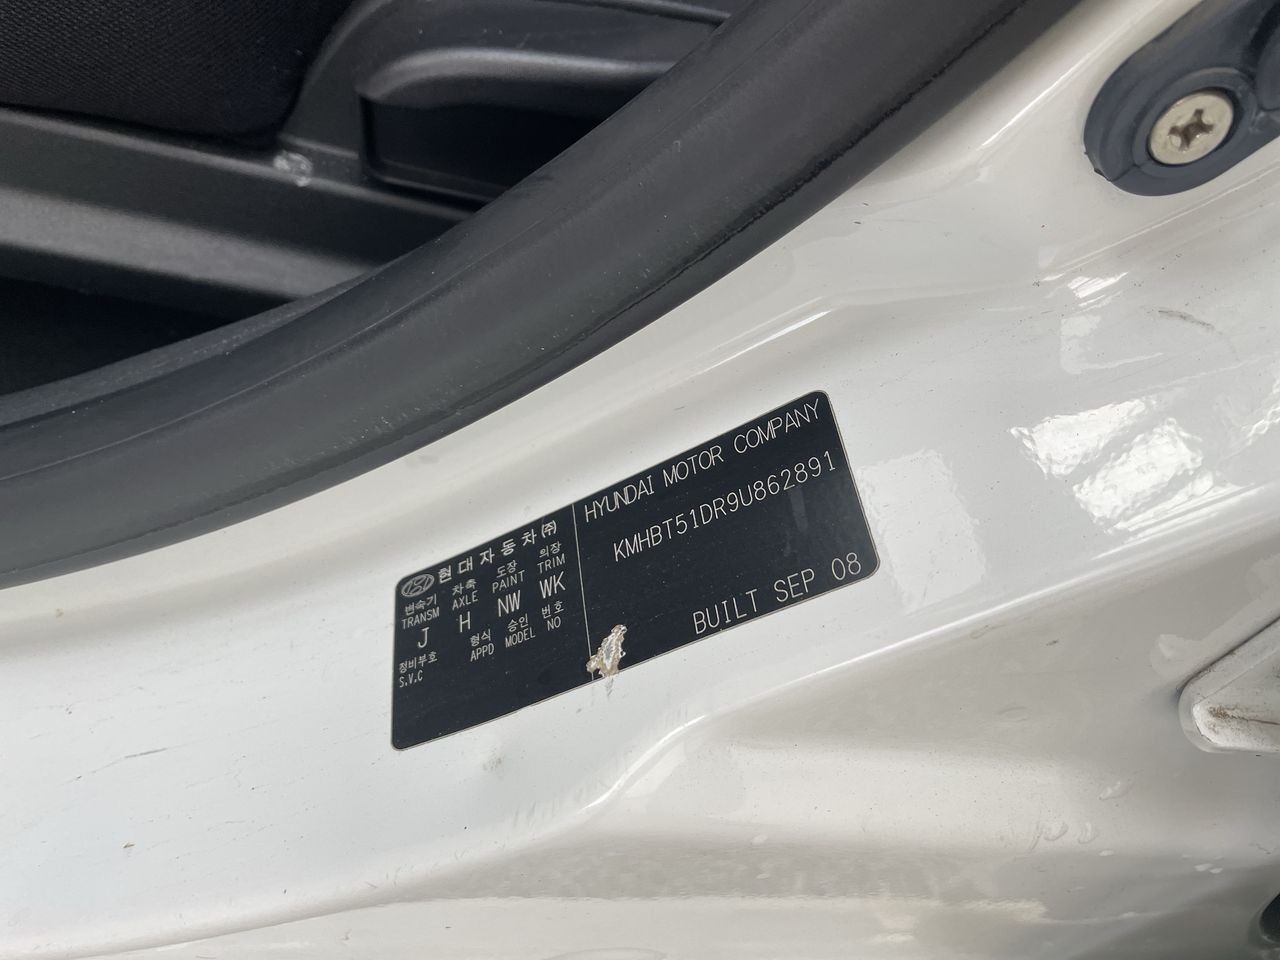 현대자동차㈜
변속기 차축 도장 의장
TRANSM AXLE PAINT TRIM
J H NW WK
정비부호 형식 승인 번호
S.V.C APPD MODEL NO
HYUNDAI MOTOR COMPANY
KMHBT51DR9U862891
BUILT SEP 08